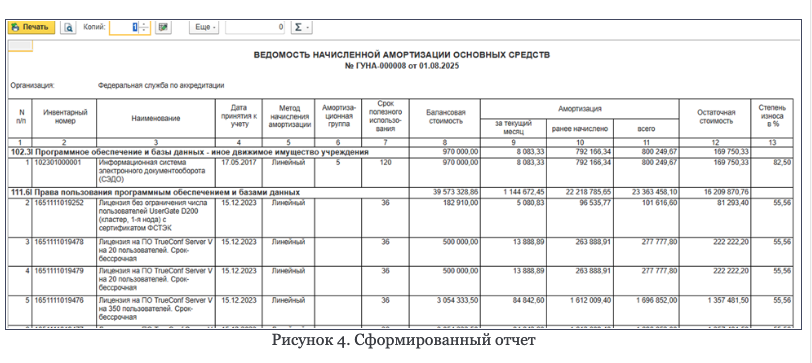 Печать Копий: 1 Еще - 0 Σ -
ВЕДОМОСТЬ НАЧИСЛЕННОЙ АМОРТИЗАЦИИ ОСНОВНЫХ СРЕДСТВ
№ ГУНА-000008 от 01.08.2025
Организация: Федеральная служба по аккредитации
N п/п Инвентарный номер Наименование Дата принятия к учету Метод начисления амортизации Амортиза-ционная группа Срок полезного использо-вания Балансовая стоимость Амортизация Остаточная стоимость Степень износа в %
за текущий месяц ранее начислено всего
1 2 3 4 5 6 7 8 9 10 11 12 13
102.3I Программное обеспечение и базы данных - иное движимое имущество учреждения 970 000,00 8 083,33 792 166,34 800 249,67 169 750,33
1 102301000001 Информационная система 17.05.2017 Линейный 5 120 970 000,00 8 083,33 792 166,34 800 249,67 169 750,33 82,50
электронного документооборота
(СЭДО)
111.6I Права пользования программным обеспечением и базами данных 39 573 328,86 1 144 672,45 22 218 785,65 23 363 458,10 16 209 870,76
2 1651111019252 Лицензия без ограничения числа 15.12.2023 Линейный 36 182 910,00 5 080,83 96 535,77 101 616,60 81 293,40 55,56
пользователей UserGate D200
(кластер, 1-я нода) с
сертификатом ФСТЭК
3 1651111019478 Лицензия на ПО TrueConf Server V 15.12.2023 Линейный 36 500 000,00 13 888,89 263 888,91 277 777,80 222 222,20 55,56
на 20 пользователей. Срок-
бессрочная
4 1651111019479 Лицензия на ПО TrueConf Server V 15.12.2023 Линейный 36 500 000,00 13 888,89 263 888,91 277 777,80 222 222,20 55,56
на 20 пользователей. Срок-
бессрочная
5 1651111019476 Лицензия на ПО TrueConf Server V 15.12.2023 Линейный 36 3 054 333,50 84 842,60 1 612 009,40 1 696 852,00 1 357 481,50 55,56
на 350 пользователей. Срок-
бессрочная
Рисунок 4. Сформированный отчет